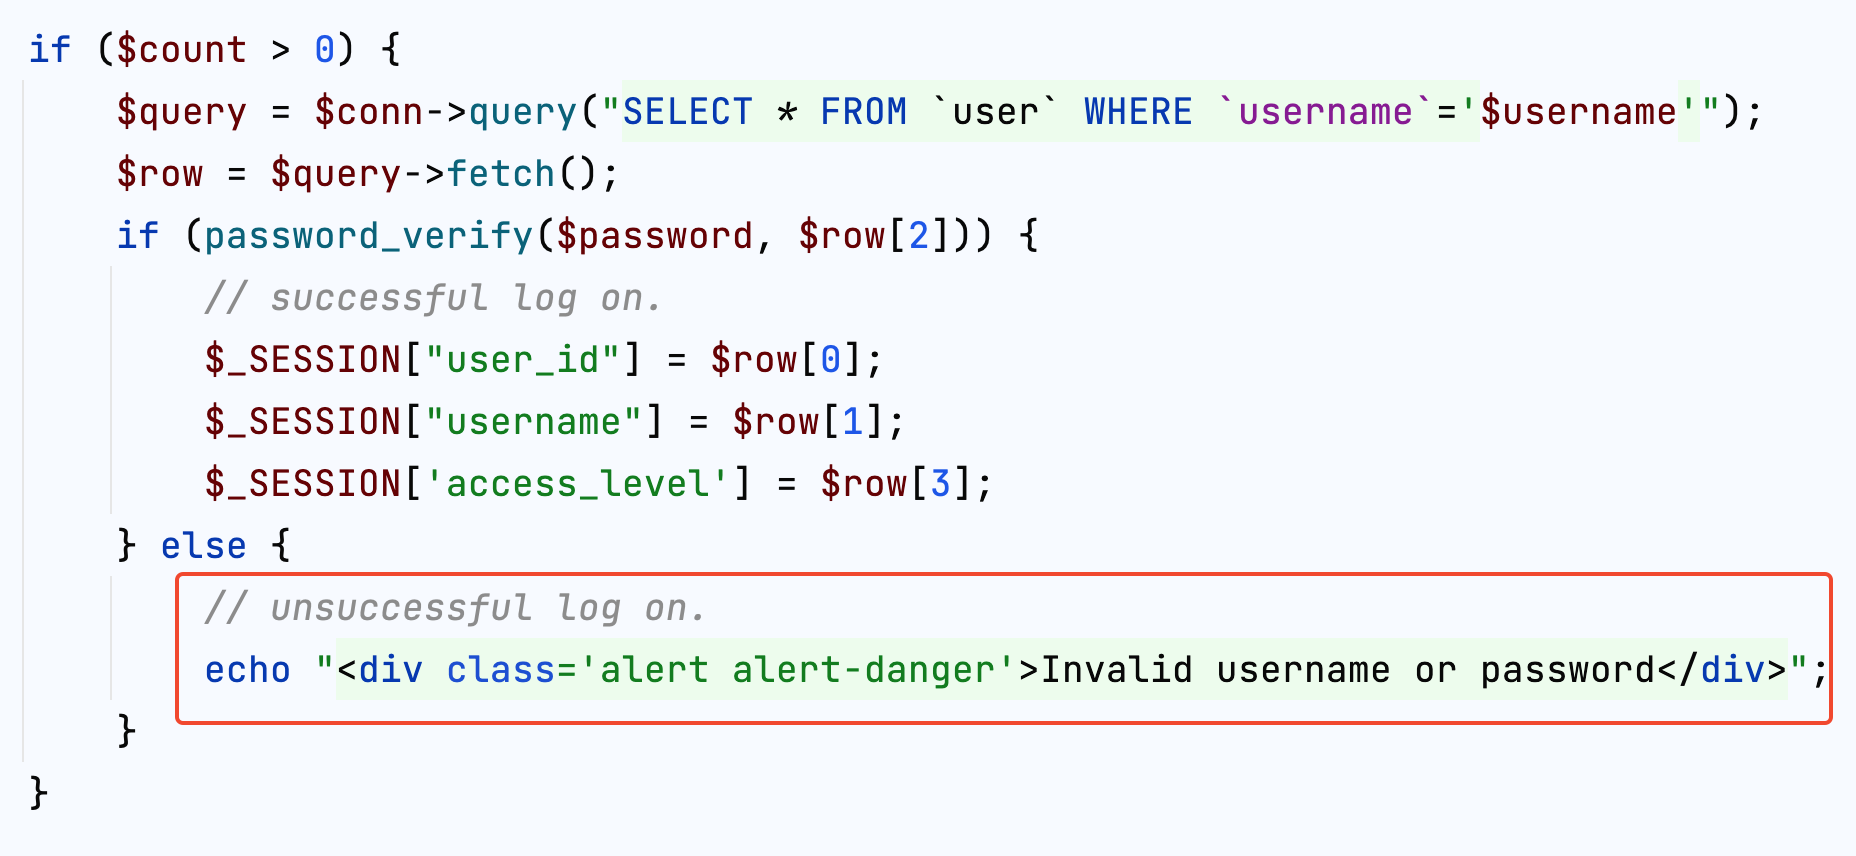 if ($count > 0) {
    $query = $conn->query("SELECT * FROM `user` WHERE `username`='$username'");
    $row = $query->fetch();
    if (password_verify($password, $row[2])) {
        // successful log on.
        $_SESSION["user_id"] = $row[0];
        $_SESSION["username"] = $row[1];
        $_SESSION['access_level'] = $row[3];
    } else {
        // unsuccessful log on.
        echo "<div class='alert alert-danger'>Invalid username or password</div>";
    }
}